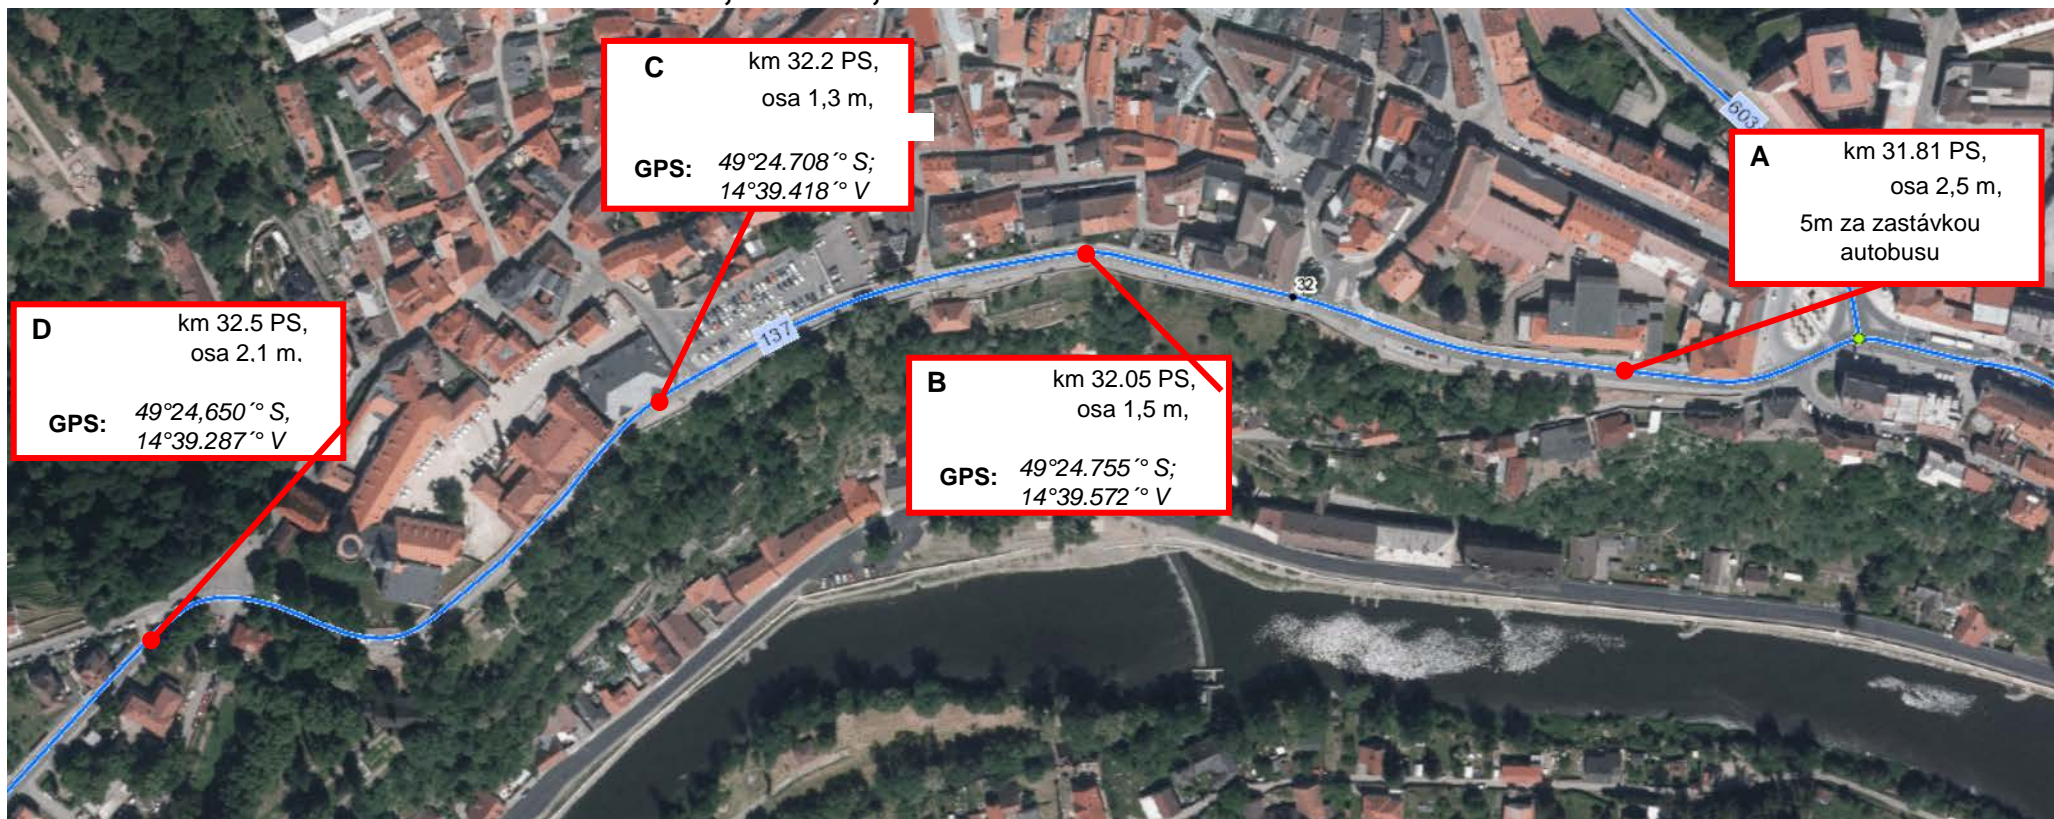 C
km 32.2 PS,
osa 1,3 m,
GPS: 49°24.708´° S;
14°39.418´° V
603
A
km 31.81 PS,
osa 2,5 m,
5m za zastávkou
autobusu
32
137
D
km 32.5 PS,
osa 2,1 m,
GPS: 49°24,650´° S,
14°39.287´° V
B
km 32.05 PS,
osa 1,5 m,
GPS: 49°24.755´° S;
14°39.572´° V